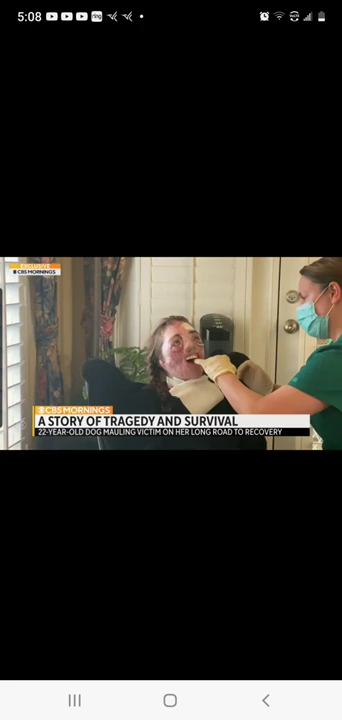 5:08
ring
EXCLUSIVE
CBS MORNINGS
CBS MORNINGS
A STORY OF TRAGEDY AND SURVIVAL
22-YEAR-OLD DOG MAULING VICTIM ON HER LONG ROAD TO RECOVERY